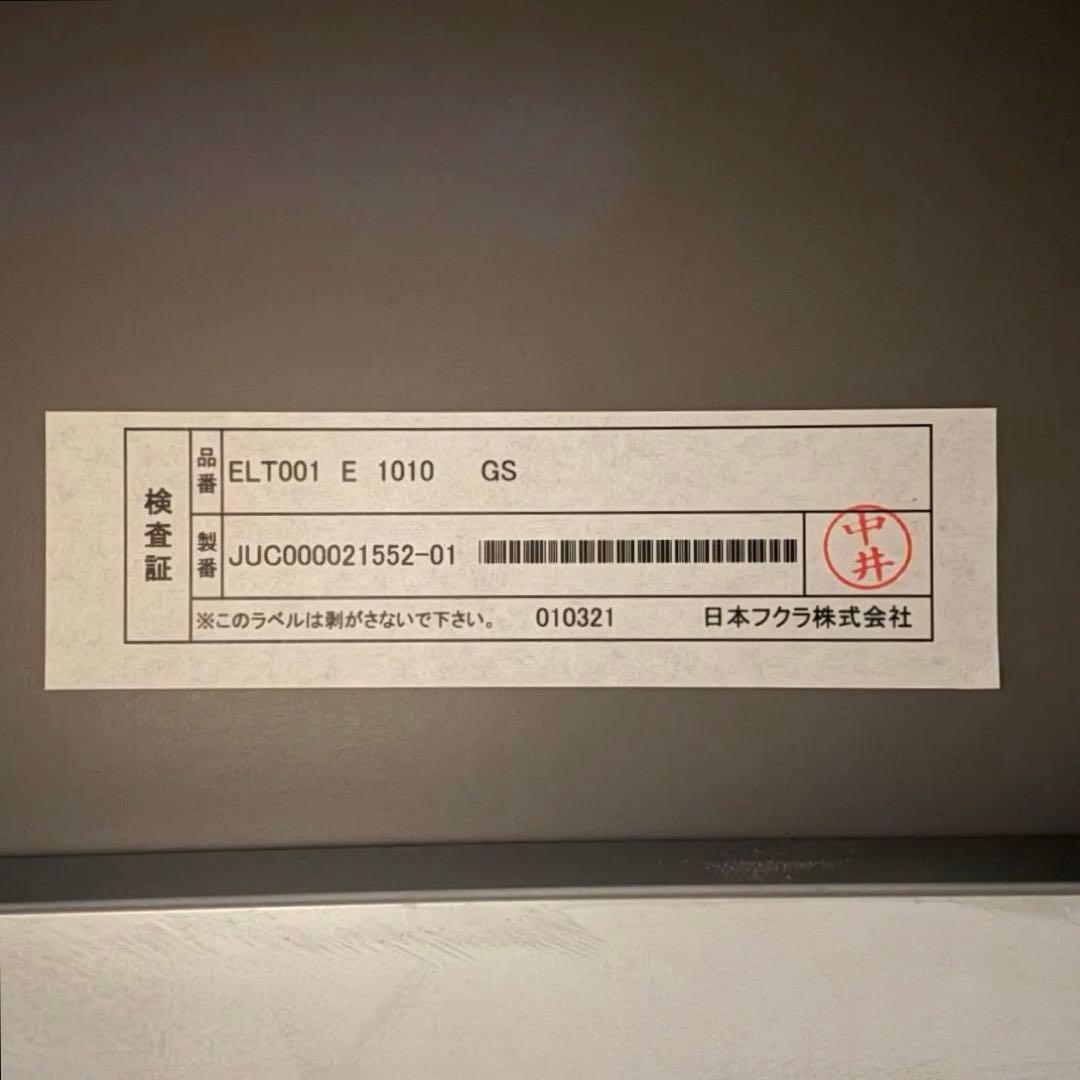 検査証
品番 ELT001 E 1010 GS
製番 JUC000021552-01
中井
※このラベルは剥がさないで下さい。 010321 日本フクラ株式会社